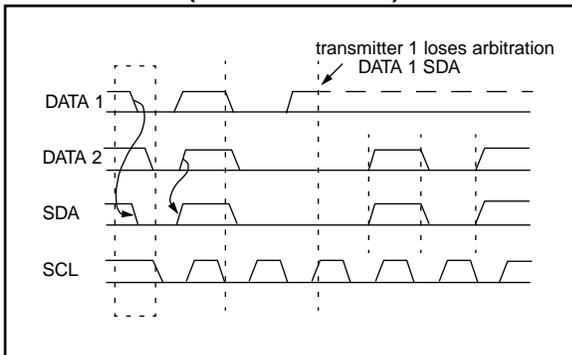 transmitter 1 loses arbitration
DATA 1 SDA
DATA 1
DATA 2
SDA
SCL